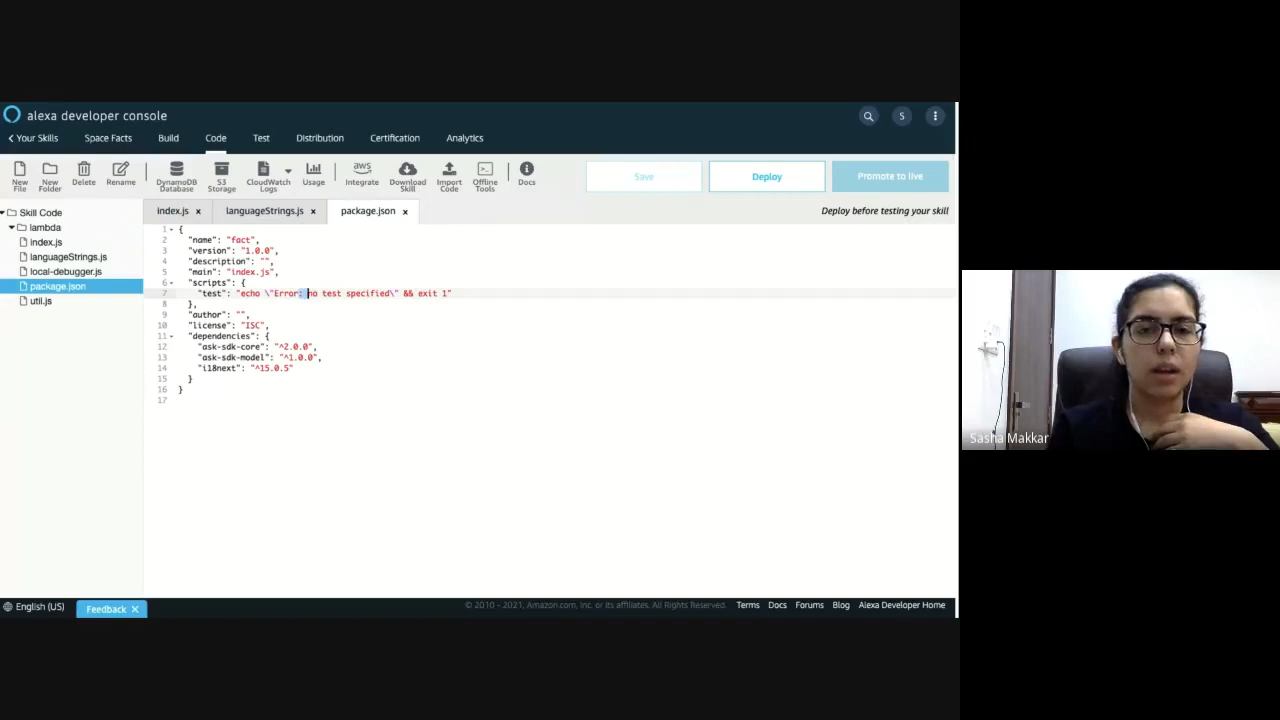 alexa developer console
S
Your Skills Space Facts Build Code Test Distribution Certification Analytics
New File New Folder Delete Rename DynamoDB Database S3 Storage CloudWatch Logs Usage aws Integrate Download Skill Import Code Offline Tools Docs Save Deploy Promote to live
Skill Code
lambda
index.js
languageStrings.js
local-debugger.js
package.json
util.js
index.js x languageStrings.js x package.json x Deploy before testing your skill
1 {
2 "name": "fact",
3 "version": "1.0.0",
4 "description": "",
5 "main": "index.js",
6 "scripts": {
7 "test": "echo \"Error: no test specified\" && exit 1"
8 },
9 "author": "",
10 "license": "ISC",
11 "dependencies": {
12 "ask-sdk-core": "^2.0.0",
13 "ask-sdk-model": "^1.0.0",
14 "i18next": "^15.0.5"
15 }
16 }
17
Sasha Makkar
English (US) Feedback © 2010 - 2021, Amazon.com, Inc. or its affiliates. All Rights Reserved. Terms Docs Forums Blog Alexa Developer Home